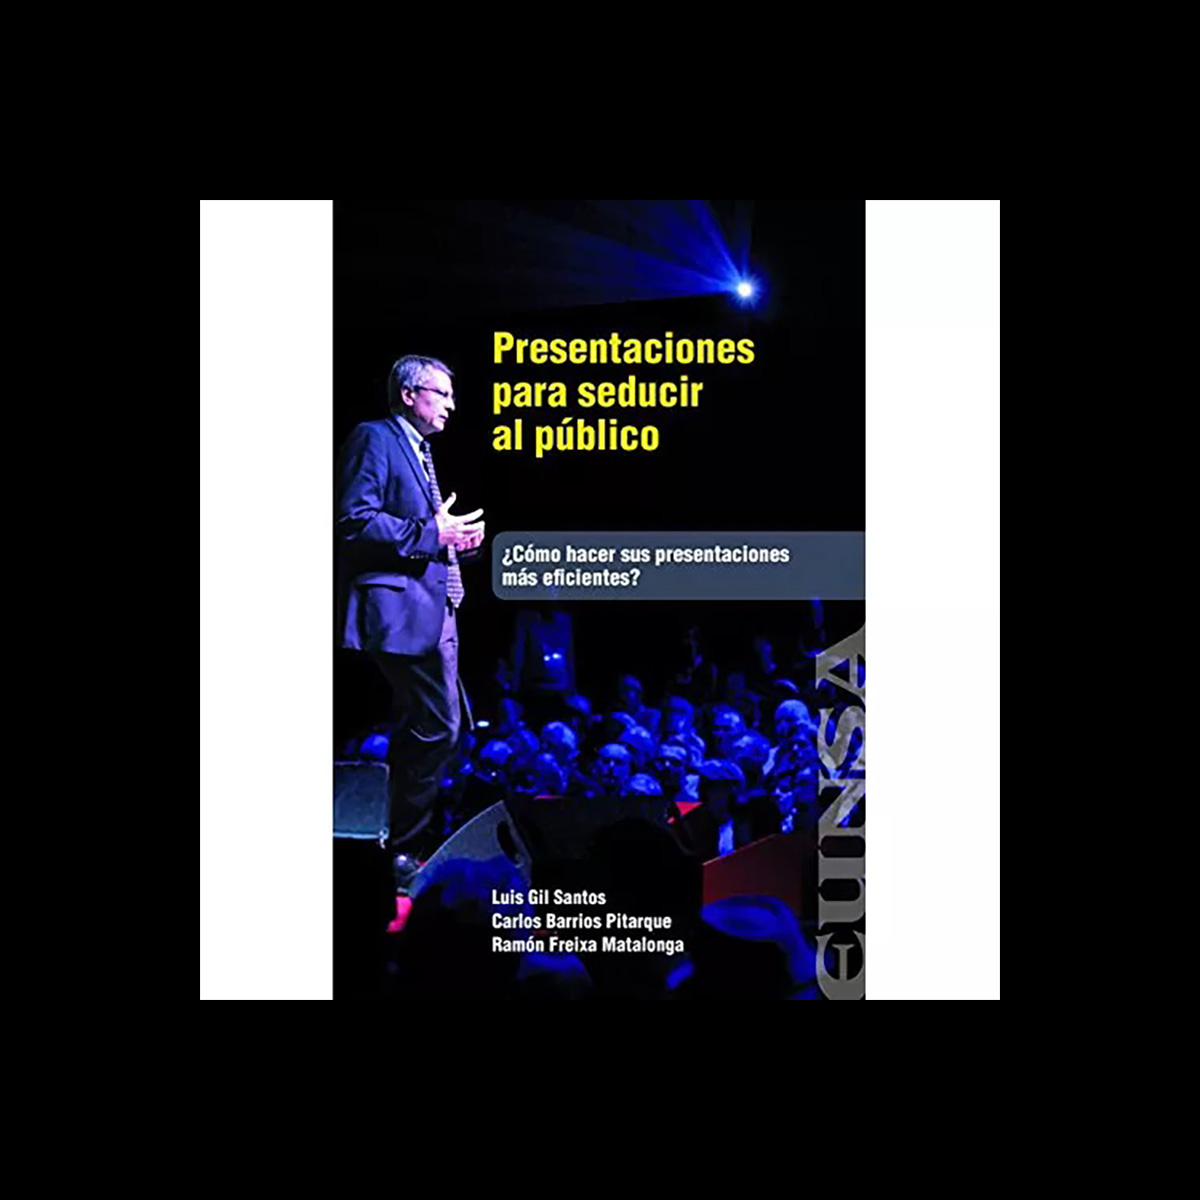 Presentaciones
para seducir
al público
¿Cómo hacer sus presentaciones
más eficientes?
EUNSA
Luis Gil Santos
Carlos Barrios Pitarque
Ramón Freixa Matalonga